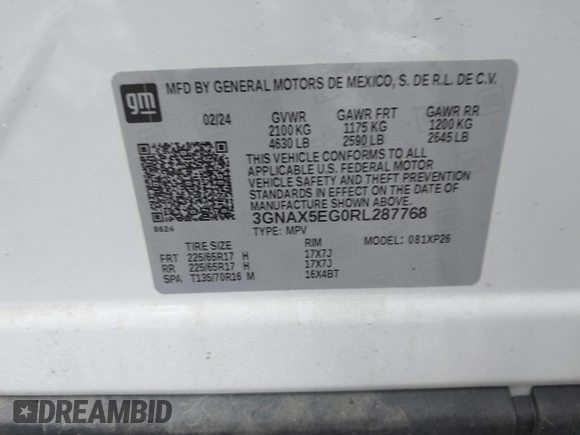 gm
MFD BY GENERAL MOTORS DE MEXICO, S. DE R.L. DE C.V.
02/24 GVWR GAWR FRT GAWR RR
2100 KG 1175 KG 1200 KG
4630 LB 2590 LB 2645 LB
THIS VEHICLE CONFORMS TO ALL
APPLICABLE U.S. FEDERAL MOTOR
VEHICLE SAFETY AND THEFT PREVENTION
STANDARDS IN EFFECT ON THE DATE OF
MANUFACTURE SHOWN ABOVE.
3GNAX5EG0RL287768
8624 TYPE: MPV MODEL: 081XP26
TIRE SIZE RIM
FRT 225/65R17 H 17X7J
RR 225/65R17 H 17X7J
SPA T135/70R16 M 16X4BT
DREAMBID